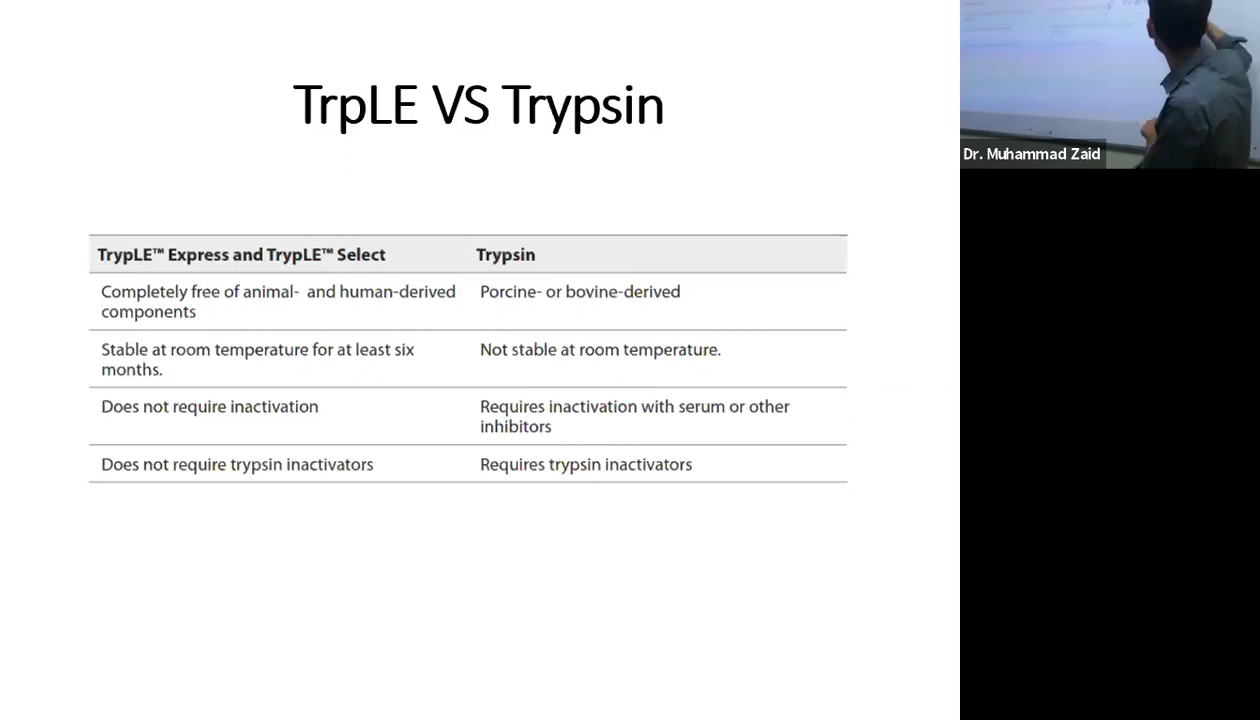 TrpLE VS Trypsin
Dr. Muhammad Zaid
TrypLE™ Express and TrypLE™ Select
Trypsin
Completely free of animal- and human-derived
components
Porcine- or bovine-derived
Stable at room temperature for at least six
months.
Not stable at room temperature.
Does not require inactivation
Requires inactivation with serum or other
inhibitors
Does not require trypsin inactivators
Requires trypsin inactivators